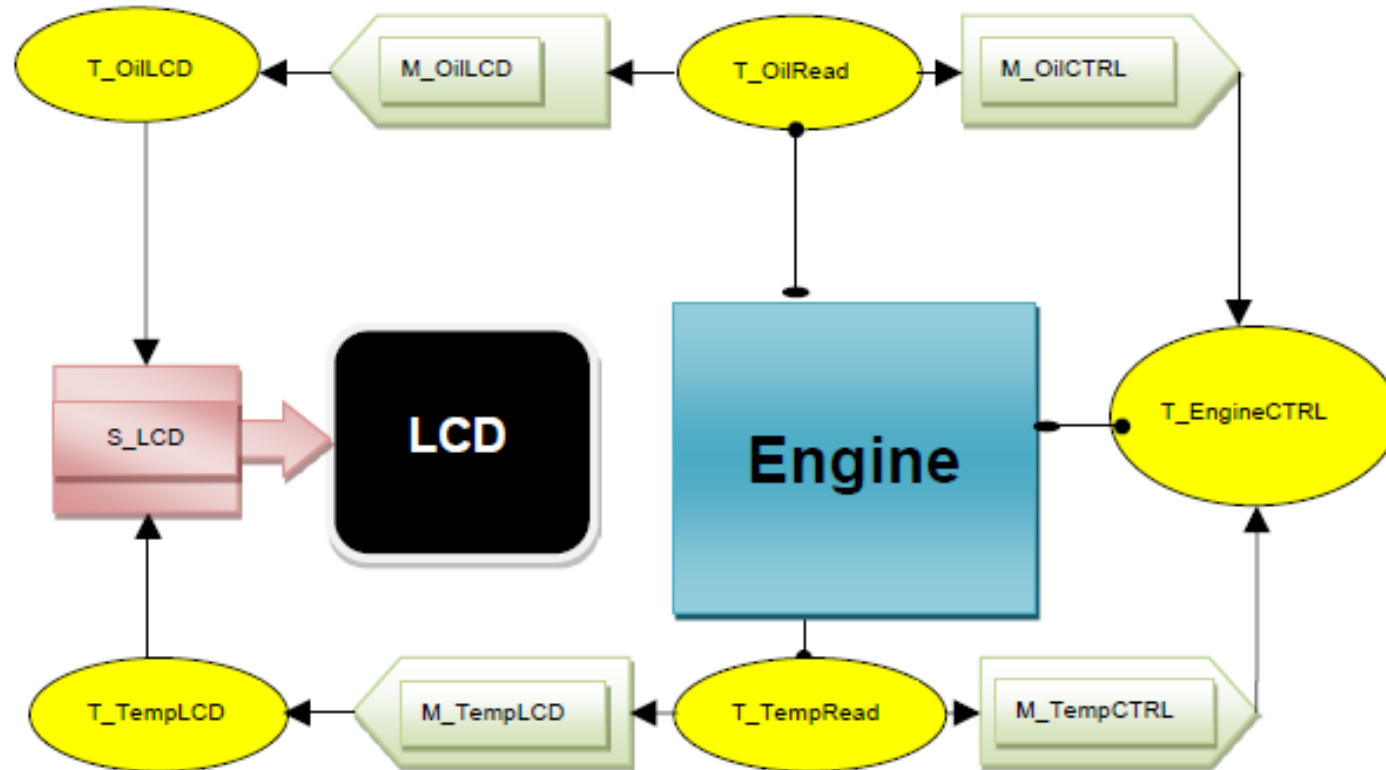 T_OilLCD
M_OilLCD
T_OilRead
M_OilCTRL
S_LCD
LCD
Engine
T_EngineCTRL
T_TempLCD
M_TempLCD
T_TempRead
M_TempCTRL